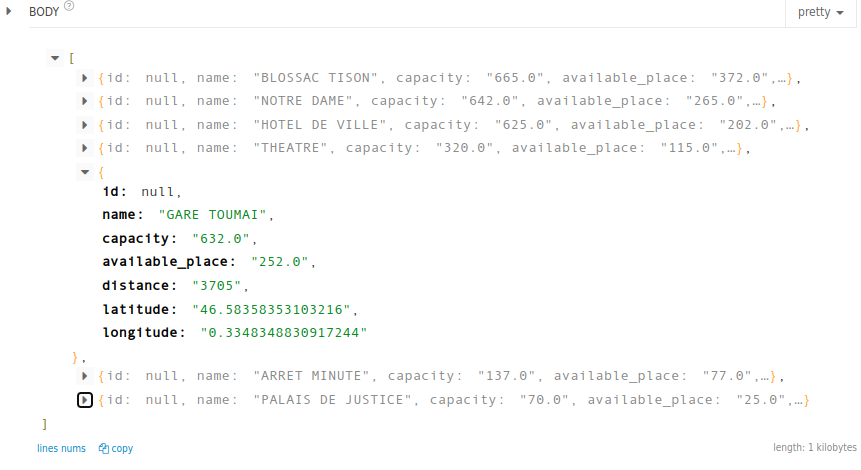 BODY ? pretty
[
{id: null, name: "BLOSSAC TISON", capacity: "665.0", available_place: "372.0",…},
{id: null, name: "NOTRE DAME", capacity: "642.0", available_place: "265.0",…},
{id: null, name: "HOTEL DE VILLE", capacity: "625.0", available_place: "202.0",…},
{id: null, name: "THEATRE", capacity: "320.0", available_place: "115.0",…},
{
id: null,
name: "GARE TOUMAI",
capacity: "632.0",
available_place: "252.0",
distance: "3705",
latitude: "46.58358353103216",
longitude: "0.3348348830917244"
},
{id: null, name: "ARRET MINUTE", capacity: "137.0", available_place: "77.0",…},
{id: null, name: "PALAIS DE JUSTICE", capacity: "70.0", available_place: "25.0",…}
]
lines nums copy length: 1 kilobytes